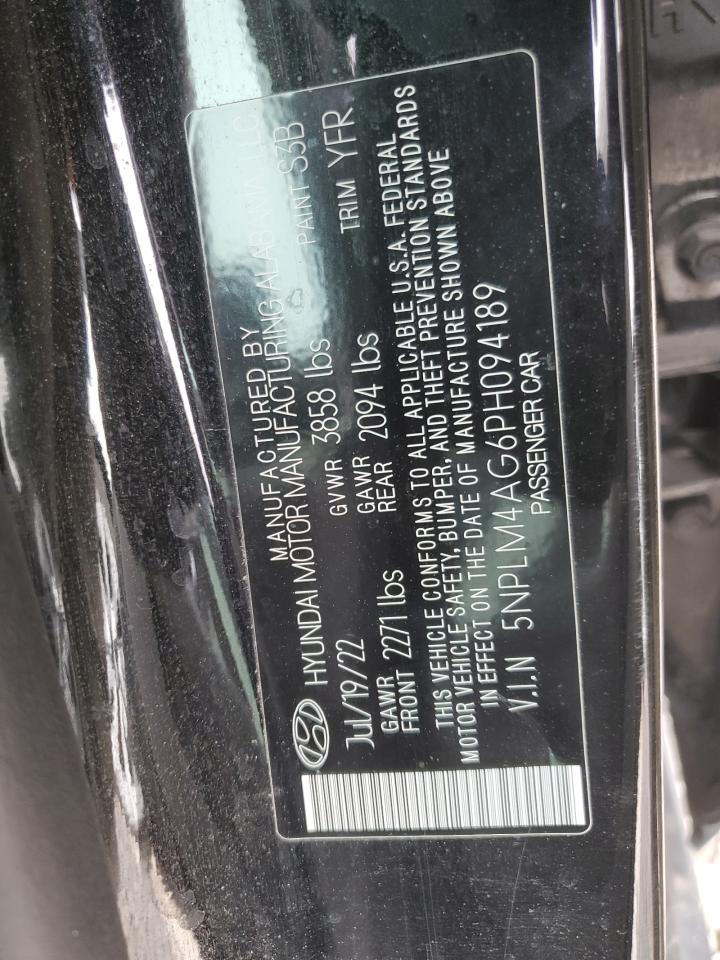 MANUFACTURED BY
HYUNDAI MOTOR MANUFACTURING ALABAMA, LLC
Jul/19/22 GVWR 3858 lbs PAINT S3B
GAWR FRONT 2271 lbs GAWR REAR 2094 lbs TRIM YFR
THIS VEHICLE CONFORMS TO ALL APPLICABLE U.S.A. FEDERAL
MOTOR VEHICLE SAFETY, BUMPER, AND THEFT PREVENTION STANDARDS
IN EFFECT ON THE DATE OF MANUFACTURE SHOWN ABOVE
V.I.N 5NPLM4AG6PH094189
PASSENGER CAR